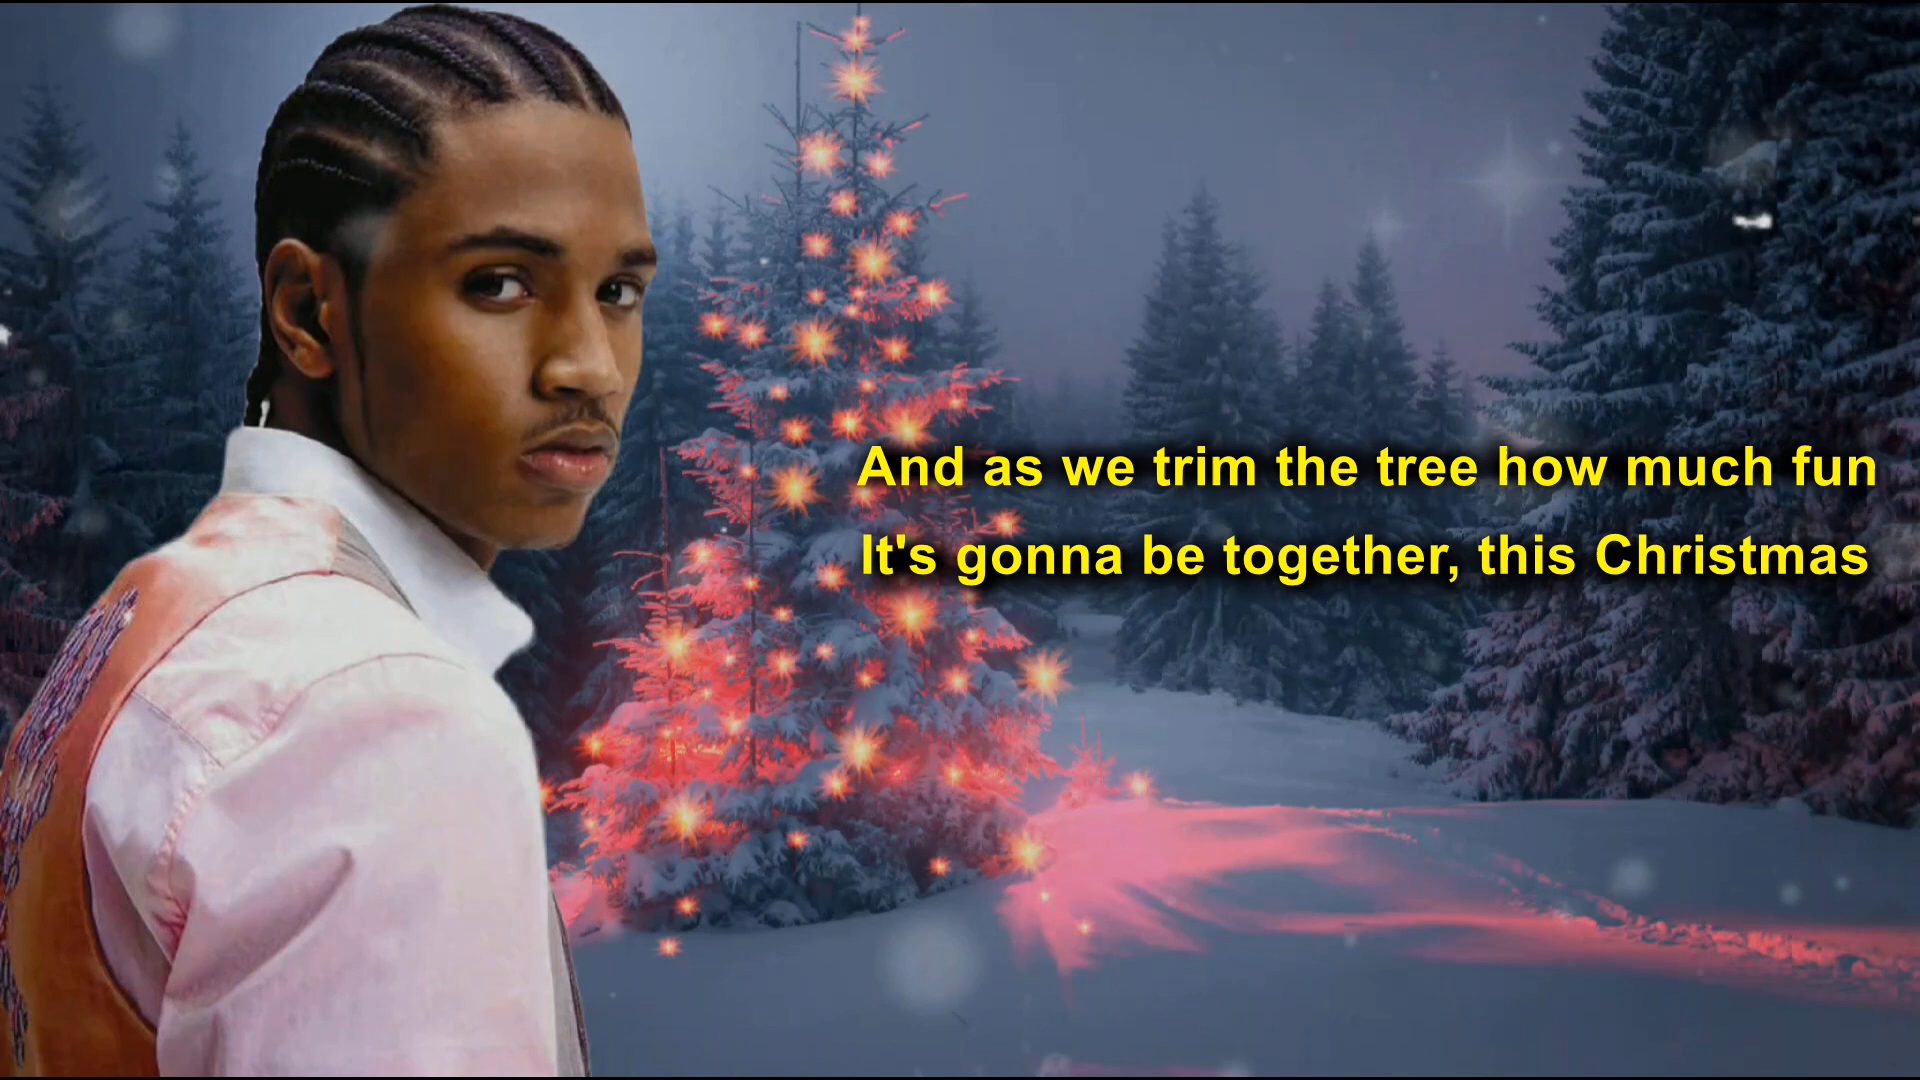 And as we trim the tree how much fun
It's gonna be together, this Christmas